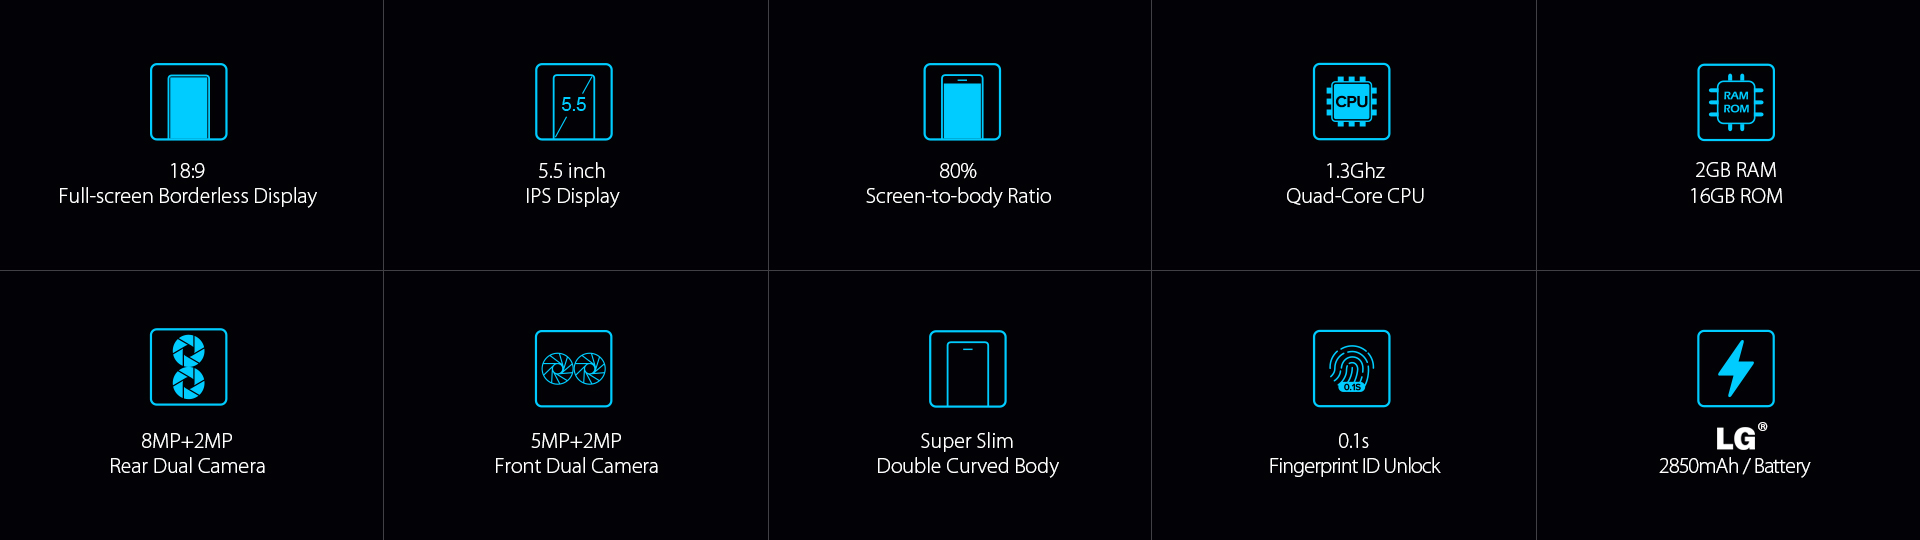 18:9
Full-screen Borderless Display
5.5
5.5 inch
IPS Display
80%
Screen-to-body Ratio
CPU
1.3Ghz
Quad-Core CPU
RAM
ROM
2GB RAM
16GB ROM
8MP+2MP
Rear Dual Camera
5MP+2MP
Front Dual Camera
Super Slim
Double Curved Body
0.1S
0.1s
Fingerprint ID Unlock
LG®
2850mAh / Battery